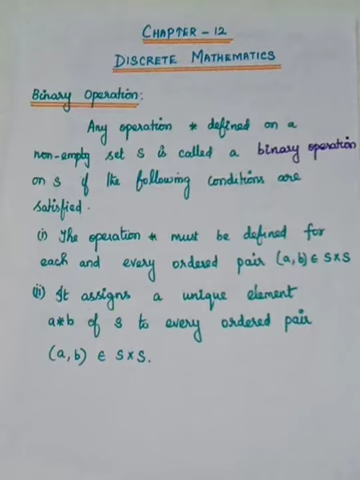 CHAPTER - 12
DISCRETE MATHEMATICS
Binary Operation:
Any operation * defined on a
non-empty set S is called a binary operation
on S if the following conditions are
satisfied.
(i) The operation * must be defined for
each and every ordered pair (a, b) ∈ S×S
(ii) It assigns a unique element
a*b of S to every ordered pair
(a, b) ∈ S×S.